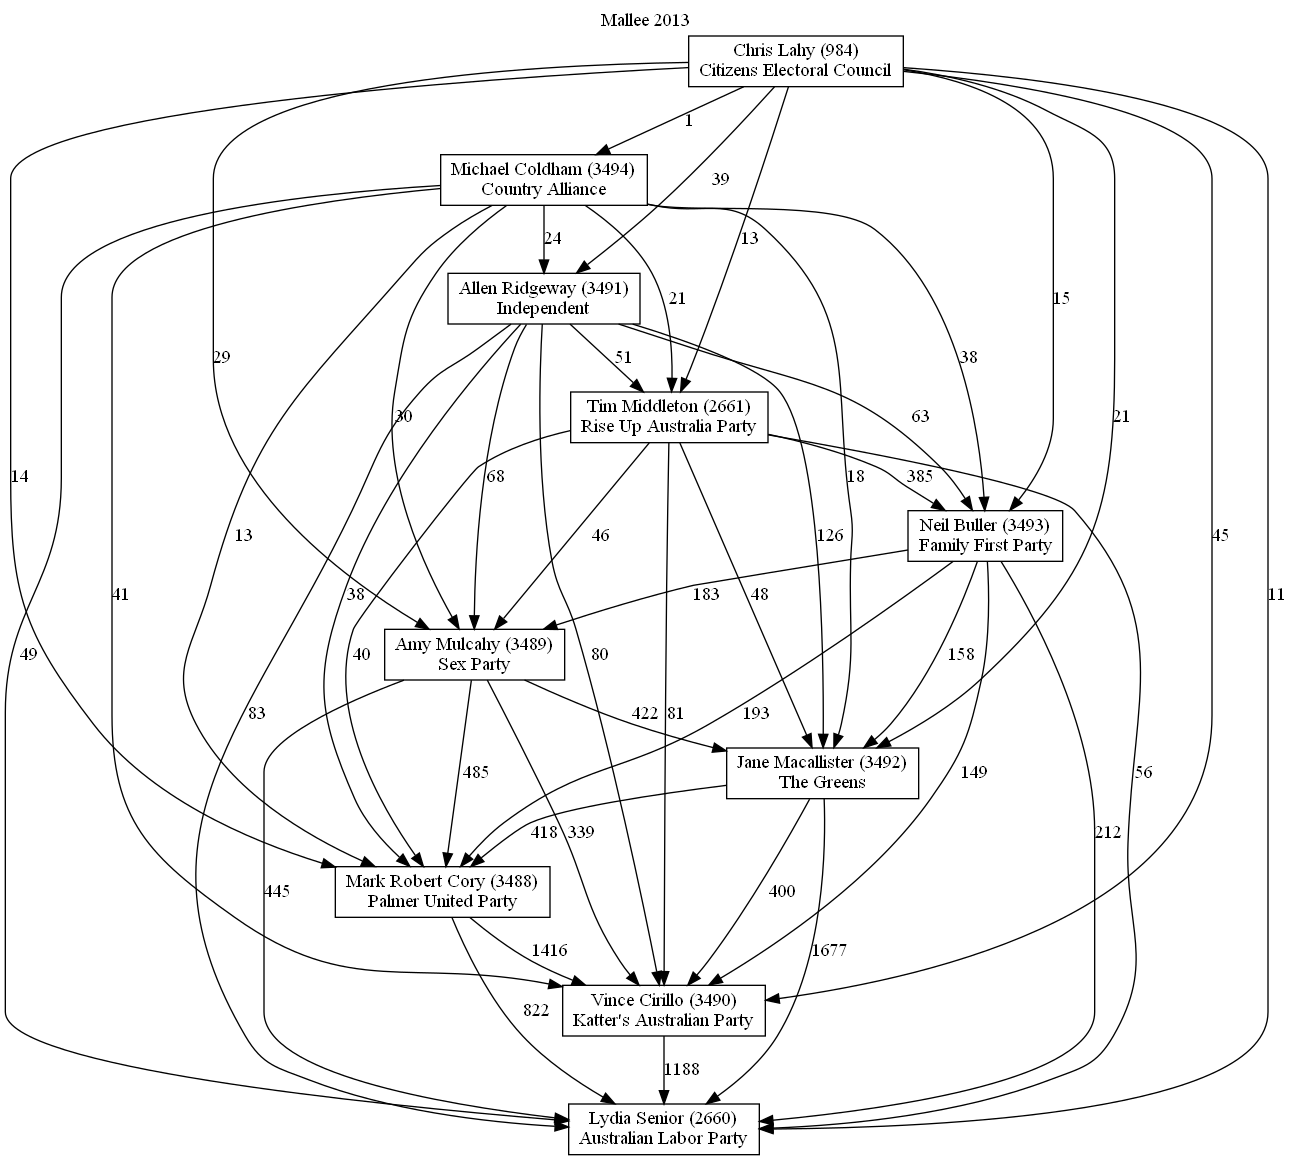 Mallee 2013
Chris Lahy (984)
Citizens Electoral Council
1
Michael Coldham (3494)
Country Alliance
39
24
13
Allen Ridgeway (3491)
Independent
21
15
29
51
38
Tim Middleton (2661)
Rise Up Australia Party
30
63
21
14
68
18
385
Neil Buller (3493)
Family First Party
13
46
126
45
41
38
183
48
11
Amy Mulcahy (3489)
Sex Party
49
40
80
158
83
422
81
193
Jane Macallister (3492)
The Greens
485
149
56
418
339
212
Mark Robert Cory (3488)
Palmer United Party
445
400
1416
1677
Vince Cirillo (3490)
Katter's Australian Party
822
1188
Lydia Senior (2660)
Australian Labor Party